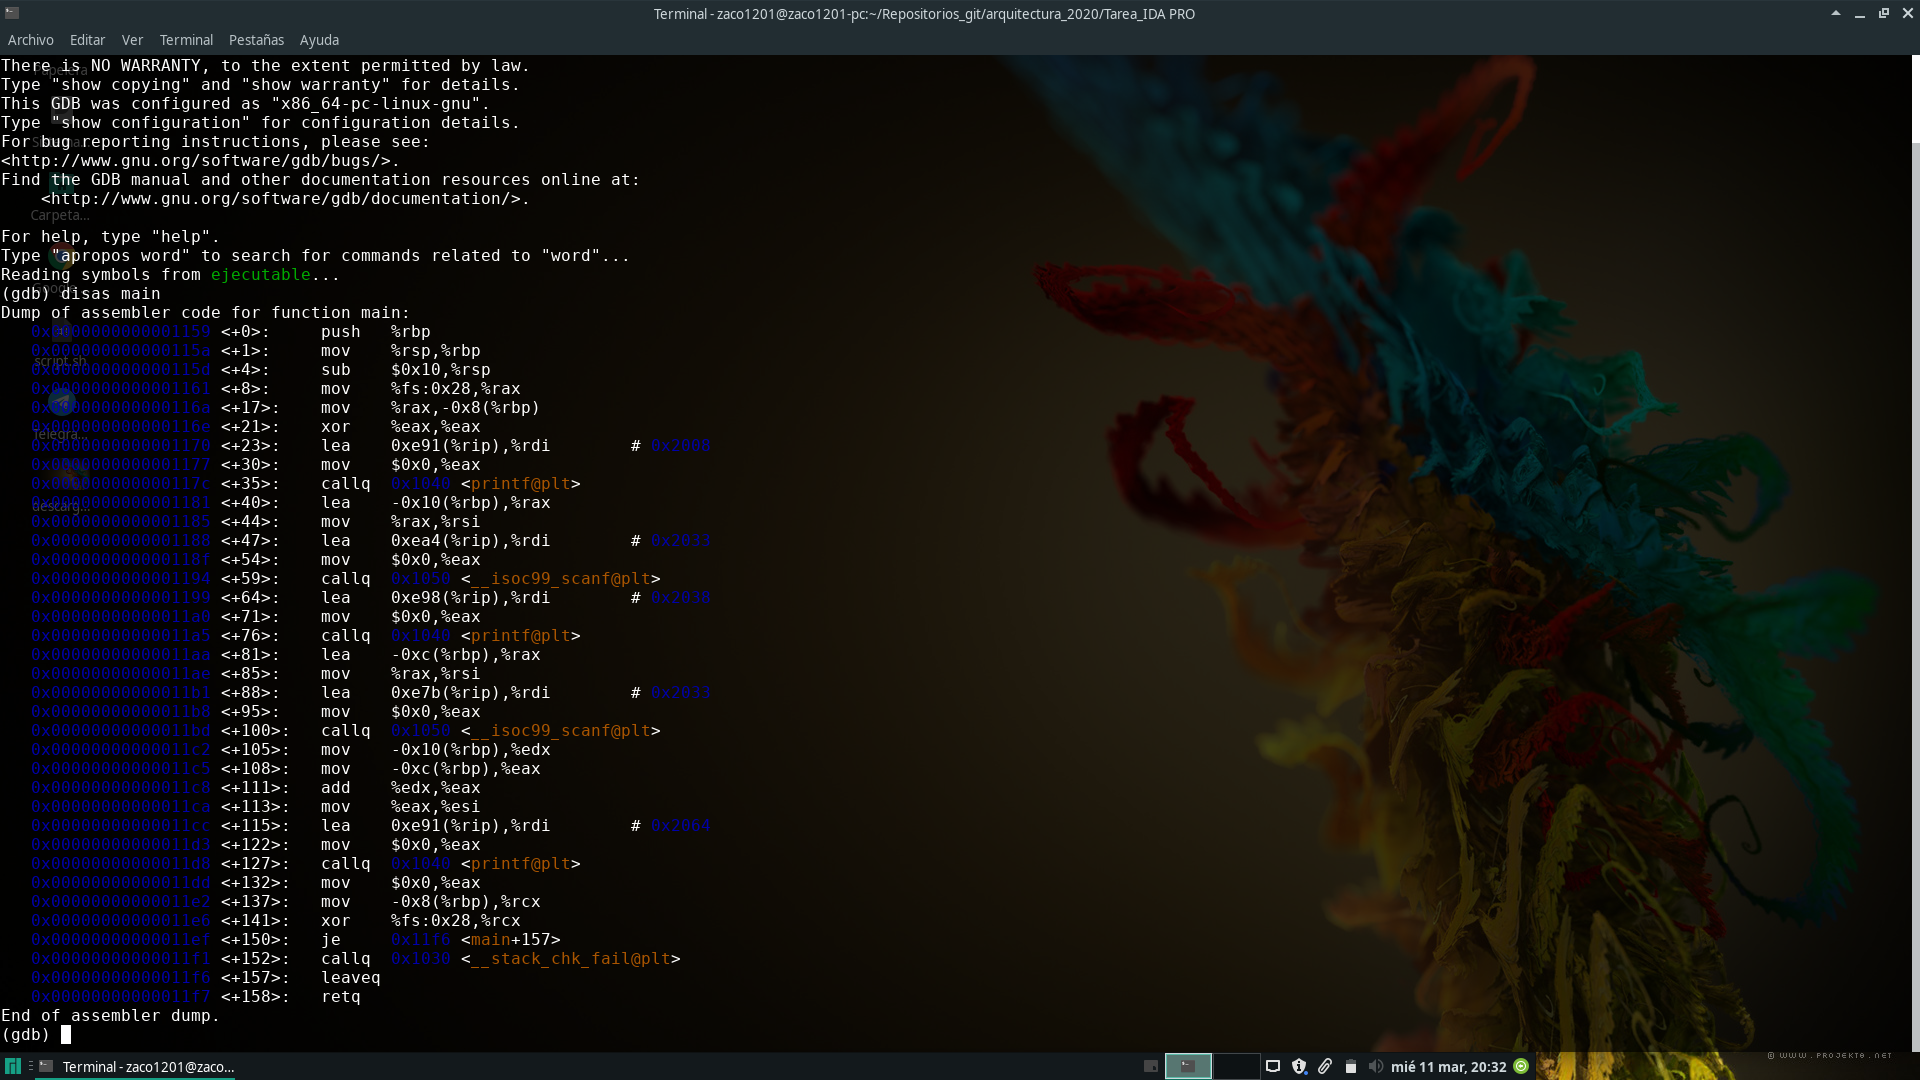 Terminal - zaco1201@zaco1201-pc:~/Repositorios_git/arquitectura_2020/Tarea_IDA PRO
Archivo Editar Ver Terminal Pestañas Ayuda
There is NO WARRANTY, to the extent permitted by law.
Type "show copying" and "show warranty" for details.
This GDB was configured as "x86_64-pc-linux-gnu".
Type "show configuration" for configuration details.
For bug reporting instructions, please see:
<http://www.gnu.org/software/gdb/bugs/>.
Find the GDB manual and other documentation resources online at:
    <http://www.gnu.org/software/gdb/documentation/>.
For help, type "help".
Type "apropos word" to search for commands related to "word"...
Reading symbols from ejecutable...
(gdb) disas main
Dump of assembler code for function main:
   0x0000000000001159 <+0>:     push   %rbp
   0x000000000000115a <+1>:     mov    %rsp,%rbp
   0x000000000000115d <+4>:     sub    $0x10,%rsp
   0x0000000000001161 <+8>:     mov    %fs:0x28,%rax
   0x000000000000116a <+17>:    mov    %rax,-0x8(%rbp)
   0x000000000000116e <+21>:    xor    %eax,%eax
   0x0000000000001170 <+23>:    lea    0xe91(%rip),%rdi        # 0x2008
   0x0000000000001177 <+30>:    mov    $0x0,%eax
   0x000000000000117c <+35>:    callq  0x1040 <printf@plt>
   0x0000000000001181 <+40>:    lea    -0x10(%rbp),%rax
   0x0000000000001185 <+44>:    mov    %rax,%rsi
   0x0000000000001188 <+47>:    lea    0xea4(%rip),%rdi        # 0x2033
   0x000000000000118f <+54>:    mov    $0x0,%eax
   0x0000000000001194 <+59>:    callq  0x1050 <__isoc99_scanf@plt>
   0x0000000000001199 <+64>:    lea    0xe98(%rip),%rdi        # 0x2038
   0x00000000000011a0 <+71>:    mov    $0x0,%eax
   0x00000000000011a5 <+76>:    callq  0x1040 <printf@plt>
   0x00000000000011aa <+81>:    lea    -0xc(%rbp),%rax
   0x00000000000011ae <+85>:    mov    %rax,%rsi
   0x00000000000011b1 <+88>:    lea    0xe7b(%rip),%rdi        # 0x2033
   0x00000000000011b8 <+95>:    mov    $0x0,%eax
   0x00000000000011bd <+100>:   callq  0x1050 <__isoc99_scanf@plt>
   0x00000000000011c2 <+105>:   mov    -0x10(%rbp),%edx
   0x00000000000011c5 <+108>:   mov    -0xc(%rbp),%eax
   0x00000000000011c8 <+111>:   add    %edx,%eax
   0x00000000000011ca <+113>:   mov    %eax,%esi
   0x00000000000011cc <+115>:   lea    0xe91(%rip),%rdi        # 0x2064
   0x00000000000011d3 <+122>:   mov    $0x0,%eax
   0x00000000000011d8 <+127>:   callq  0x1040 <printf@plt>
   0x00000000000011dd <+132>:   mov    $0x0,%eax
   0x00000000000011e2 <+137>:   mov    -0x8(%rbp),%rcx
   0x00000000000011e6 <+141>:   xor    %fs:0x28,%rcx
   0x00000000000011ef <+150>:   je     0x11f6 <main+157>
   0x00000000000011f1 <+152>:   callq  0x1030 <__stack_chk_fail@plt>
   0x00000000000011f6 <+157>:   leaveq
   0x00000000000011f7 <+158>:   retq
End of assembler dump.
(gdb)
Papelera
Carpeta...
Google...
script.sh
Telegra...
descarg...
© WWW.PROJEKT0.NET
Terminal - zaco1201@zaco...
mié 11 mar, 20:32